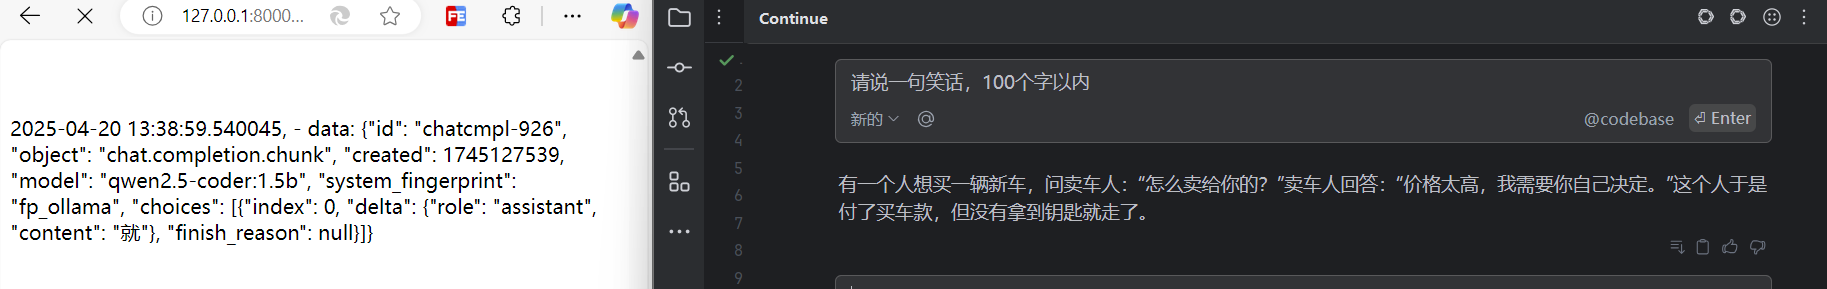 127.0.0.1:8000...
2025-04-20 13:38:59.540045, - data: {"id": "chatcmpl-926",
"object": "chat.completion.chunk", "created": 1745127539,
"model": "qwen2.5-coder:1.5b", "system_fingerprint":
"fp_ollama", "choices": [{"index": 0, "delta": {"role": "assistant",
"content": "就"}, "finish_reason": null}]}
Continue
2
3
4
5
6
7
8
9
请说一句笑话，100个字以内
新的 @
@codebase ⏎ Enter
有一个人想买一辆新车，问卖车人：“怎么卖给你的？”卖车人回答：“价格太高，我需要你自己决定。”这个人于是
付了买车款，但没有拿到钥匙就走了。